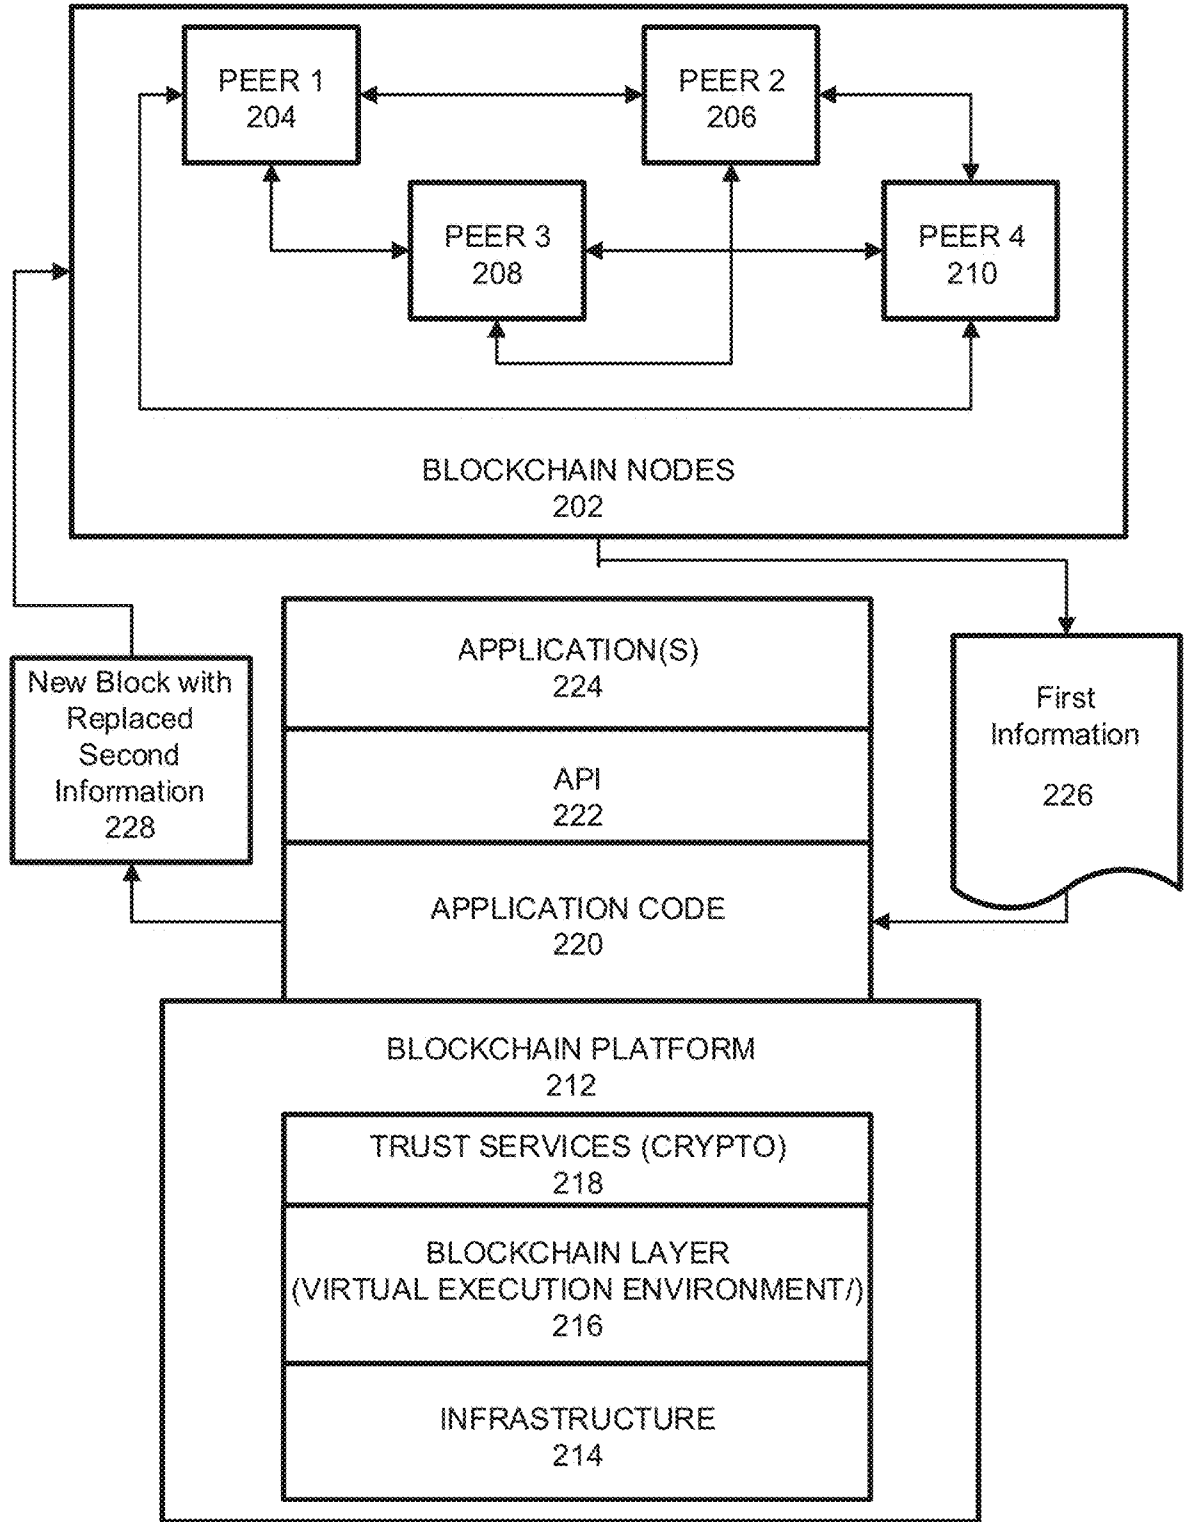 PEER 1
204
PEER 2
206
PEER 3
208
PEER 4
210
BLOCKCHAIN NODES
202
APPLICATION(S)
224
New Block with
Replaced
Second
Information
228
First
Information
226
API
222
APPLICATION CODE
220
BLOCKCHAIN PLATFORM
212
TRUST SERVICES (CRYPTO)
218
BLOCKCHAIN LAYER
(VIRTUAL EXECUTION ENVIRONMENT/)
216
INFRASTRUCTURE
214